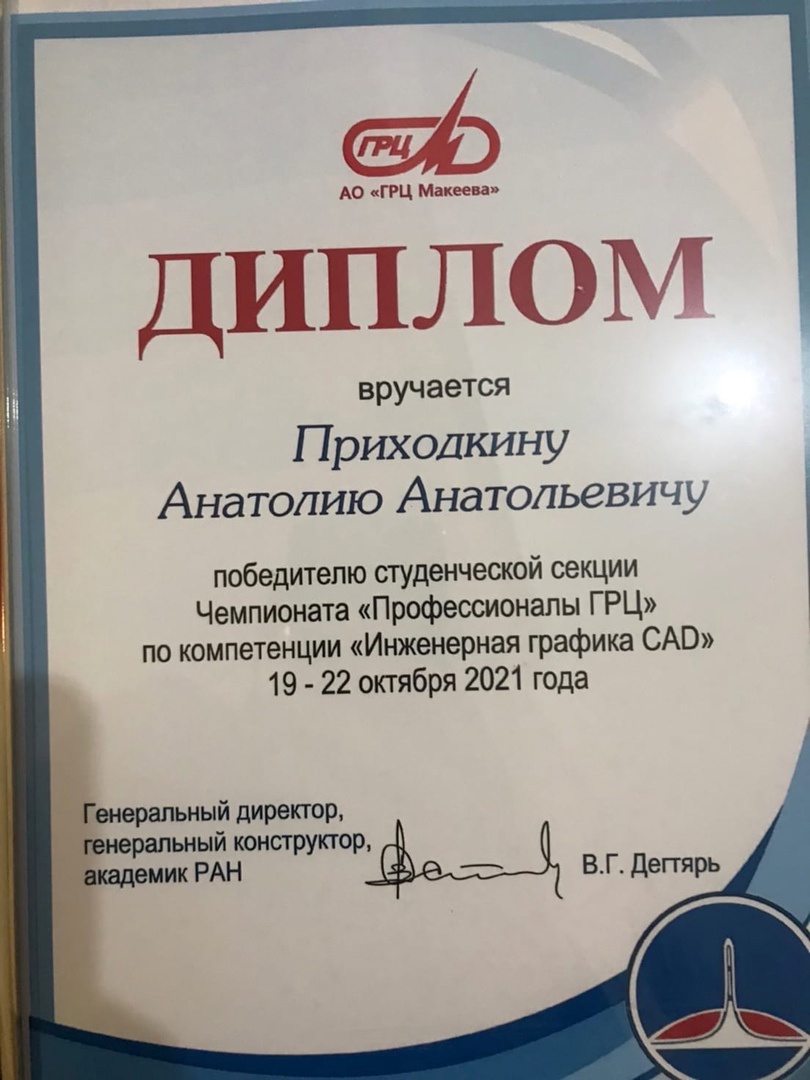 ГРЦ
АО «ГРЦ Макеева»
ДИПЛОМ
вручается
Приходкину
Анатолию Анатольевичу
победителю студенческой секции
Чемпионата «Профессионалы ГРЦ»
по компетенции «Инженерная графика CAD»
19 - 22 октября 2021 года
Генеральный директор,
генеральный конструктор,
академик РАН
В.Г. Дегтярь